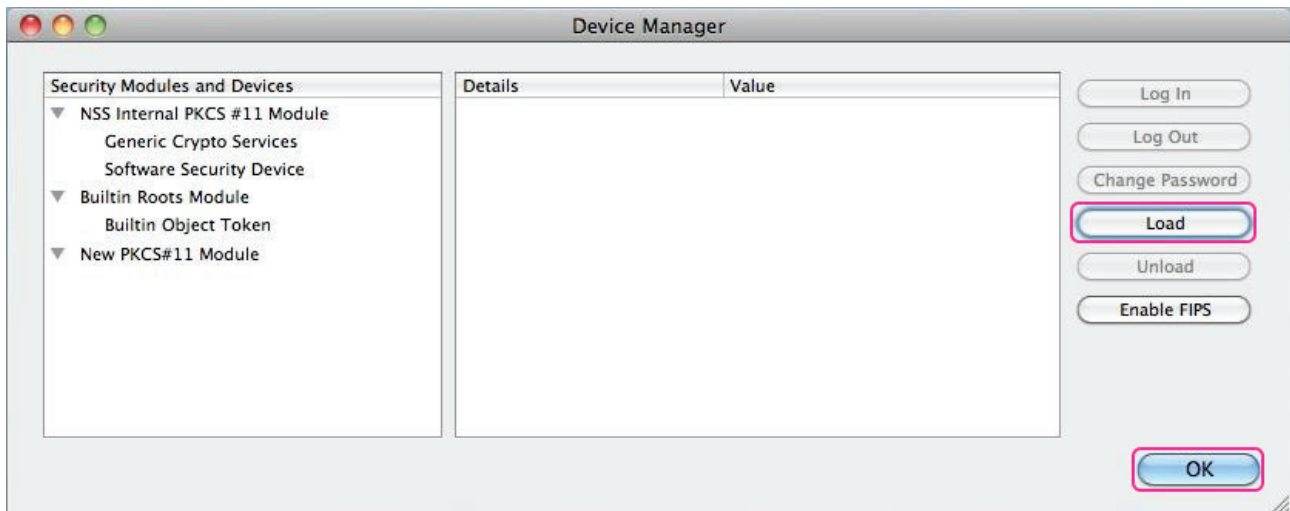 Device Manager
Security Modules and Devices
NSS Internal PKCS #11 Module
Generic Crypto Services
Software Security Device
Builtin Roots Module
Builtin Object Token
New PKCS#11 Module
Details Value
Log In
Log Out
Change Password
Load
Unload
Enable FIPS
OK